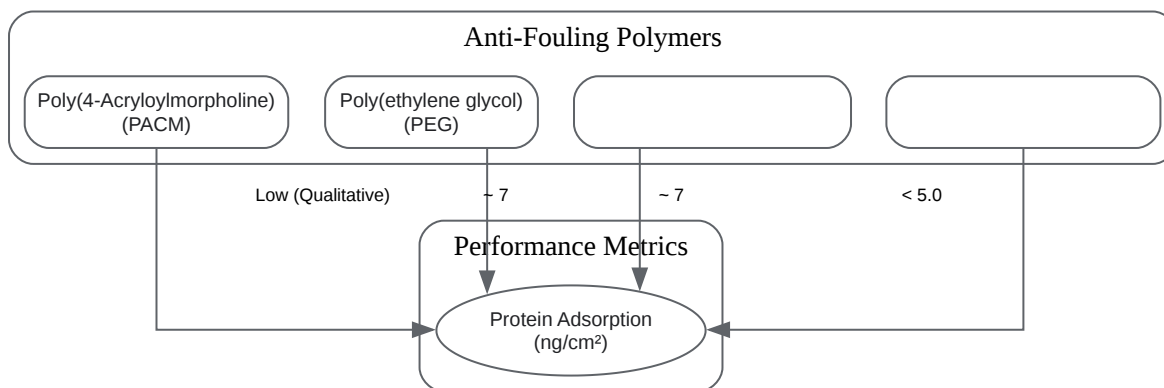 Anti-Fouling Polymers
Poly(4-Acryloylmorpholine)
(PACM)
Poly(ethylene glycol)
(PEG)
Low (Qualitative)
~ 7
~ 7
< 5.0
Performance Metrics
Protein Adsorption
(ng/cm²)